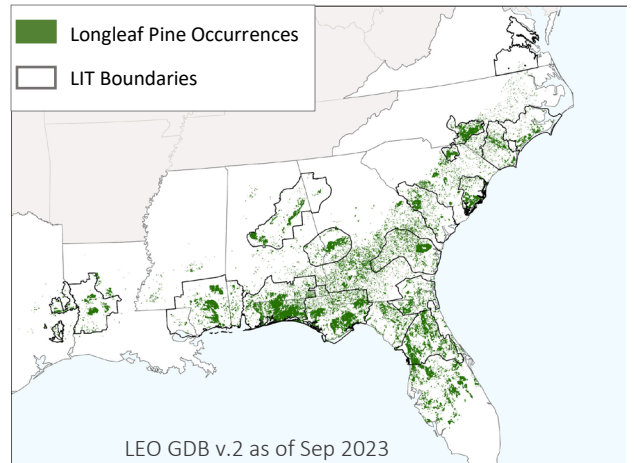 Longleaf Pine Occurrences
LIT Boundaries
LEO GDB v.2 as of Sep 2023